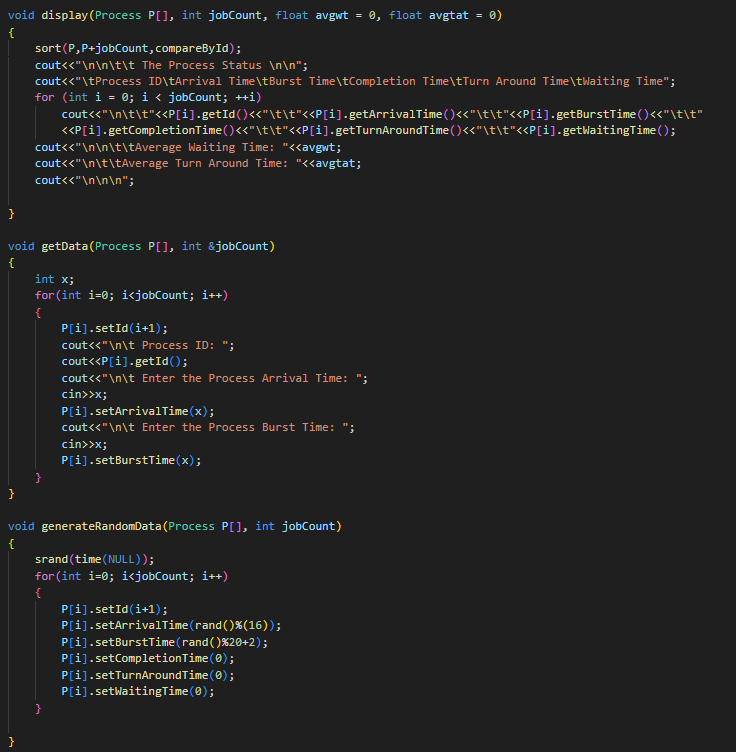 void display(Process P[], int jobCount, float avgwt = 0, float avgtat = 0)
{
    sort(P,P+jobCount,compareById);
    cout<<"\n\n\t\t The Process Status \n\n";
    cout<<"\tProcess ID\tArrival Time\tBurst Time\tCompletion Time\tTurn Around Time\tWaiting Time";
    for (int i = 0; i < jobCount; ++i)
        cout<<"\n\t\t"<<P[i].getId()<<"\t\t"<<P[i].getArrivalTime()<<"\t\t"<<P[i].getBurstTime()<<"\t\t"
        <<P[i].getCompletionTime()<<"\t\t"<<P[i].getTurnAroundTime()<<"\t\t"<<P[i].getWaitingTime();
    cout<<"\n\n\t\tAverage Waiting Time: "<<avgwt;
    cout<<"\n\t\tAverage Turn Around Time: "<<avgtat;
    cout<<"\n\n\n";

}

void getData(Process P[], int &jobCount)
{
    int x;
    for(int i=0; i<jobCount; i++)
    {
        P[i].setId(i+1);
        cout<<"\n\t Process ID: ";
        cout<<P[i].getId();
        cout<<"\n\t Enter the Process Arrival Time: ";
        cin>>x;
        P[i].setArrivalTime(x);
        cout<<"\n\t Enter the Process Burst Time: ";
        cin>>x;
        P[i].setBurstTime(x);
    }
}

void generateRandomData(Process P[], int jobCount)
{
    srand(time(NULL));
    for(int i=0; i<jobCount; i++)
    {
        P[i].setId(i+1);
        P[i].setArrivalTime(rand()%(16));
        P[i].setBurstTime(rand()%20+2);
        P[i].setCompletionTime(0);
        P[i].setTurnAroundTime(0);
        P[i].setWaitingTime(0);
    }

}